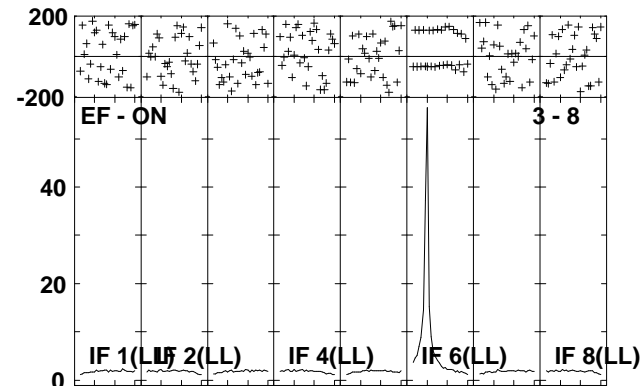 200
-200
EF - ON 3 - 8
40
20
IF 1(LL) IF 2(LL) IF 4(LL) IF 6(LL) IF 8(LL)
0